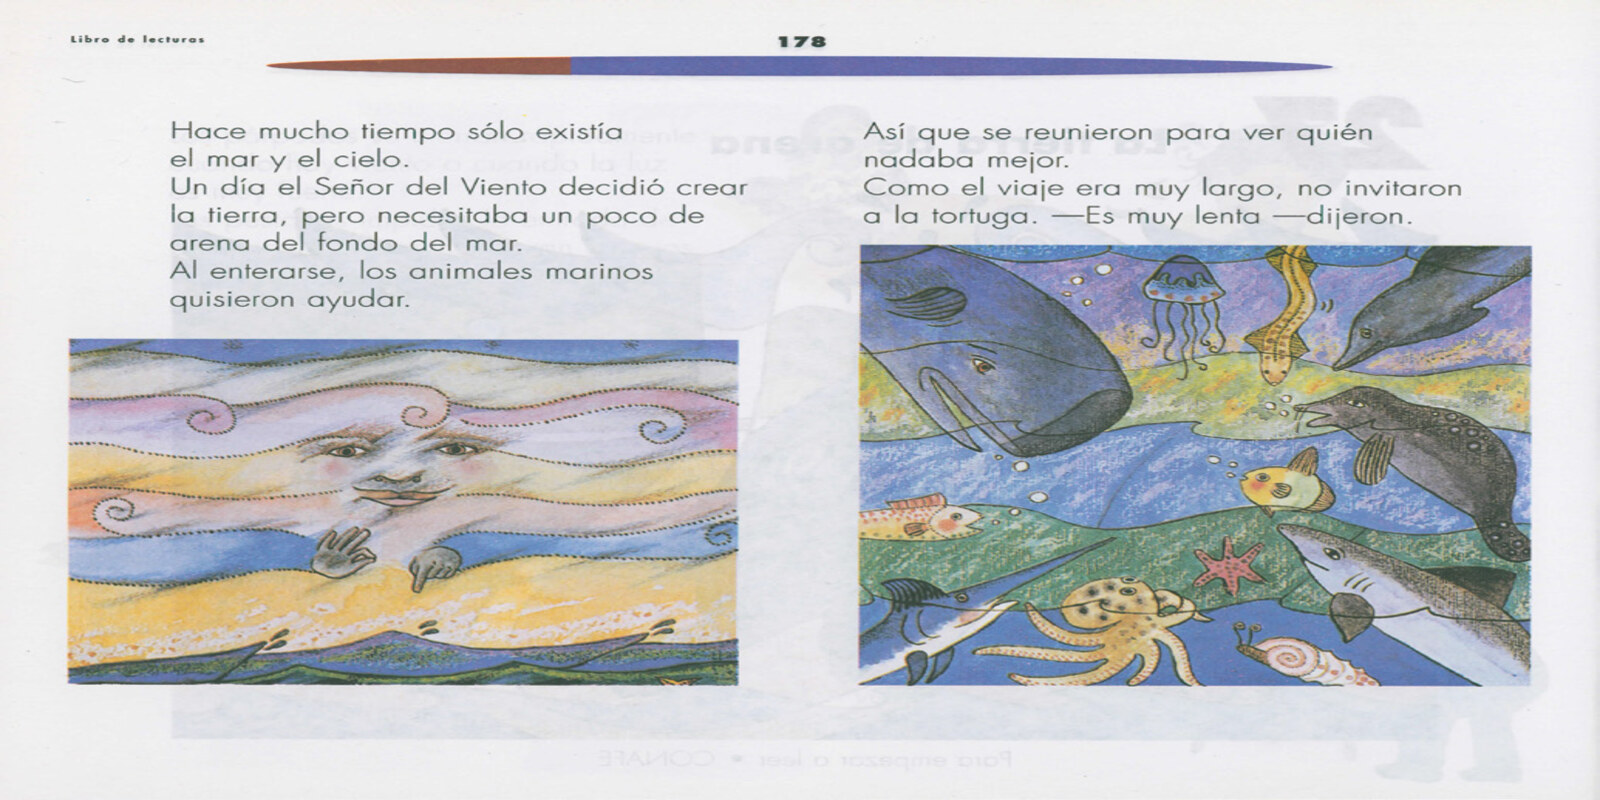 Libro de lecturas
178
Hace mucho tiempo sólo existía
el mar y el cielo.
Un día el Señor del Viento decidió crear
la tierra, pero necesitaba un poco de
arena del fondo del mar.
Al enterarse, los animales marinos
quisieron ayudar.
Así que se reunieron para ver quién
nadaba mejor.
Como el viaje era muy largo, no invitaron
a la tortuga. —Es muy lenta —dijeron.